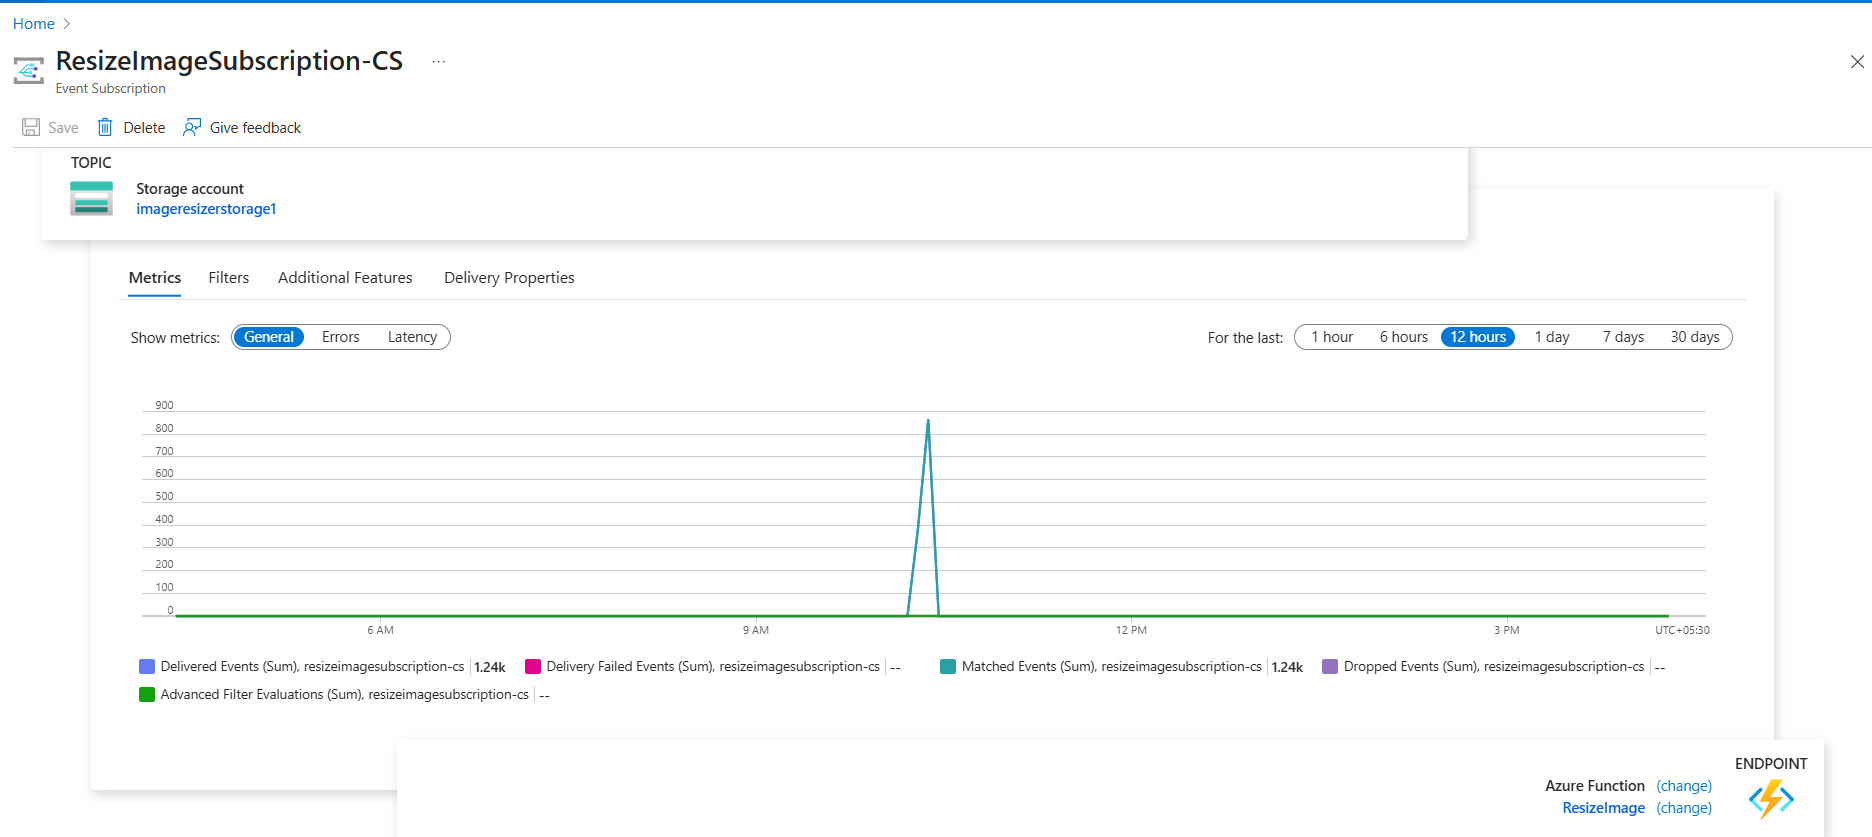 Home
ResizeImageSubscription-CS ...
Event Subscription
Save Delete Give feedback
TOPIC
Storage account
imageresizerstorage1
Metrics Filters Additional Features Delivery Properties
Show metrics: General Errors Latency For the last: 1 hour 6 hours 12 hours 1 day 7 days 30 days
900
800
700
600
500
400
300
200
100
0
6 AM 9 AM 12 PM 3 PM UTC+05:30
Delivered Events (Sum), resizeimagesubscription-cs 1.24k Delivery Failed Events (Sum), resizeimagesubscription-cs -- Matched Events (Sum), resizeimagesubscription-cs 1.24k Dropped Events (Sum), resizeimagesubscription-cs --
Advanced Filter Evaluations (Sum), resizeimagesubscription-cs --
ENDPOINT
Azure Function (change)
ResizeImage (change)